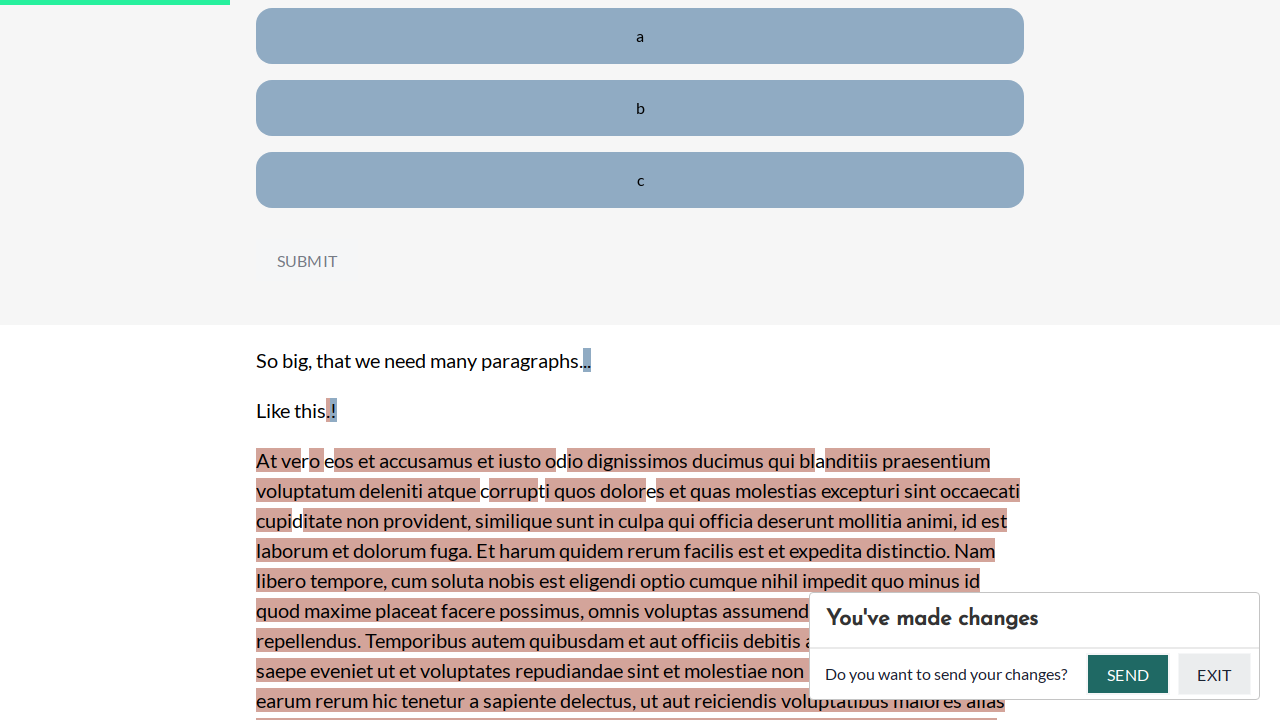 a
b
c
SUBMIT
So big, that we need many paragraphs...
Like this.!
At vero eos et accusamus et iusto odio dignissimos ducimus qui blanditiis praesentium
voluptatum deleniti atque corrupti quos dolores et quas molestias excepturi sint occaecati
cupiditate non provident, similique sunt in culpa qui officia deserunt mollitia animi, id est
laborum et dolorum fuga. Et harum quidem rerum facilis est et expedita distinctio. Nam
libero tempore, cum soluta nobis est eligendi optio cumque nihil impedit quo minus id
quod maxime placeat facere possimus, omnis voluptas assumend
repellendus. Temporibus autem quibusdam et aut officiis debitis
saepe eveniet ut et voluptates repudiandae sint et molestiae non
earum rerum hic tenetur a sapiente delectus, ut aut reiciendis voluptatibus maiores alias
You've made changes
Do you want to send your changes?
SEND
EXIT